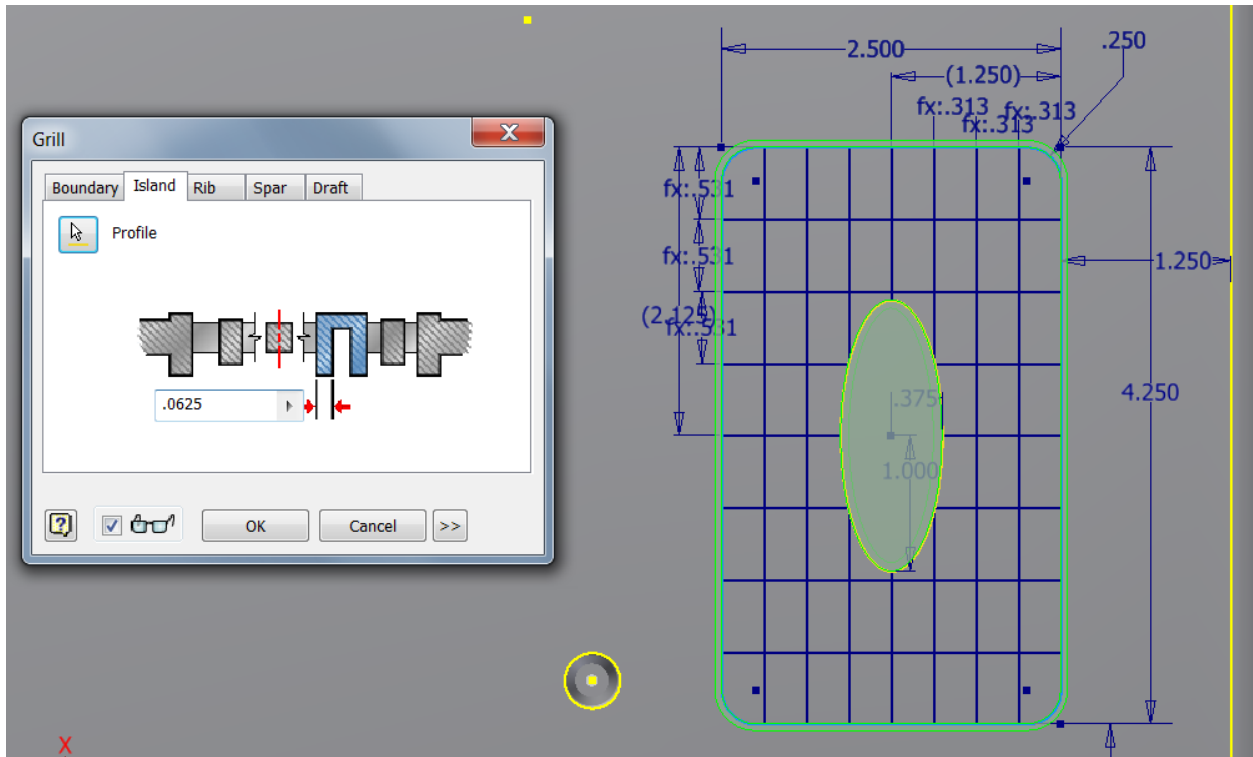 Grill
X
Boundary Island Rib Spar Draft
Profile
.0625
?
OK Cancel >>
2.500
.250
(1.250)
fx:.313 fx:.313
fx:.313
fx:.531
fx:.531
1.250
(2.125)
fx:.531
.375
4.250
1.000
X